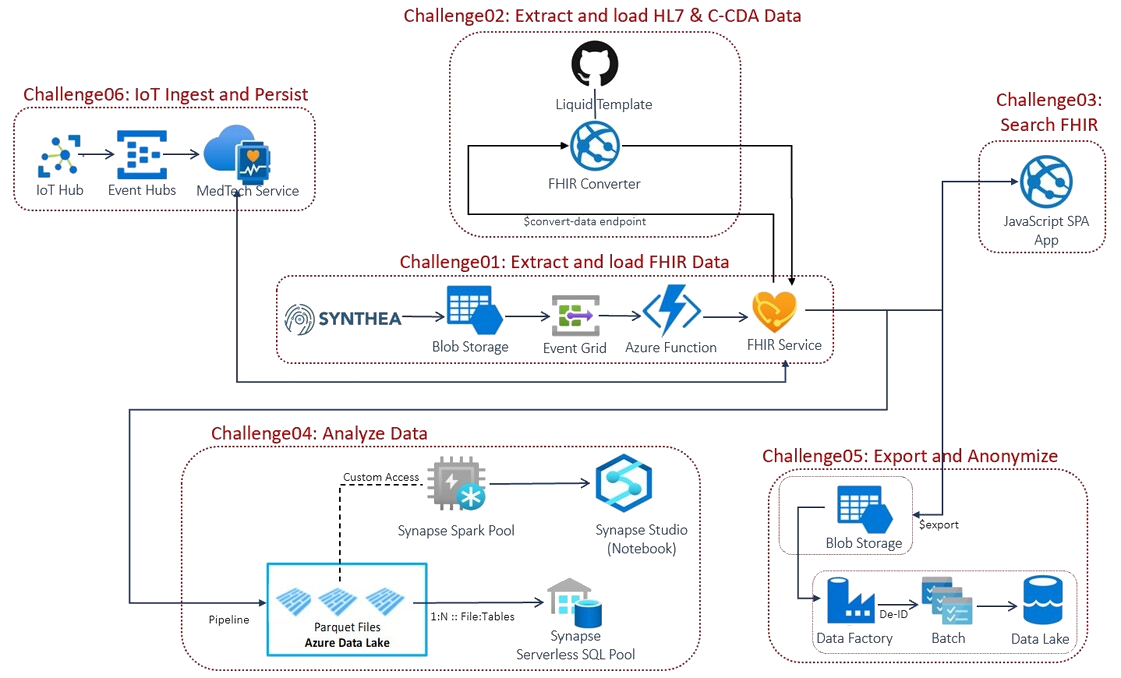 Challenge02: Extract and load HL7 & C-CDA Data
Liquid Template
FHIR Converter
$convert-data endpoint
Challenge06: IoT Ingest and Persist
IoT Hub
Event Hubs
MedTech Service
Challenge03:
Search FHIR
JavaScript SPA
App
Challenge01: Extract and load FHIR Data
SYNTHEA
Blob Storage
Event Grid
Azure Function
FHIR Service
Challenge04: Analyze Data
Custom Access
Synapse Spark Pool
Synapse Studio
(Notebook)
Pipeline
Parquet Files
Azure Data Lake
1:N :: File:Tables
Synapse
Serverless SQL Pool
Challenge05: Export and Anonymize
$export
Blob Storage
De-ID
Data Factory
Batch
Data Lake